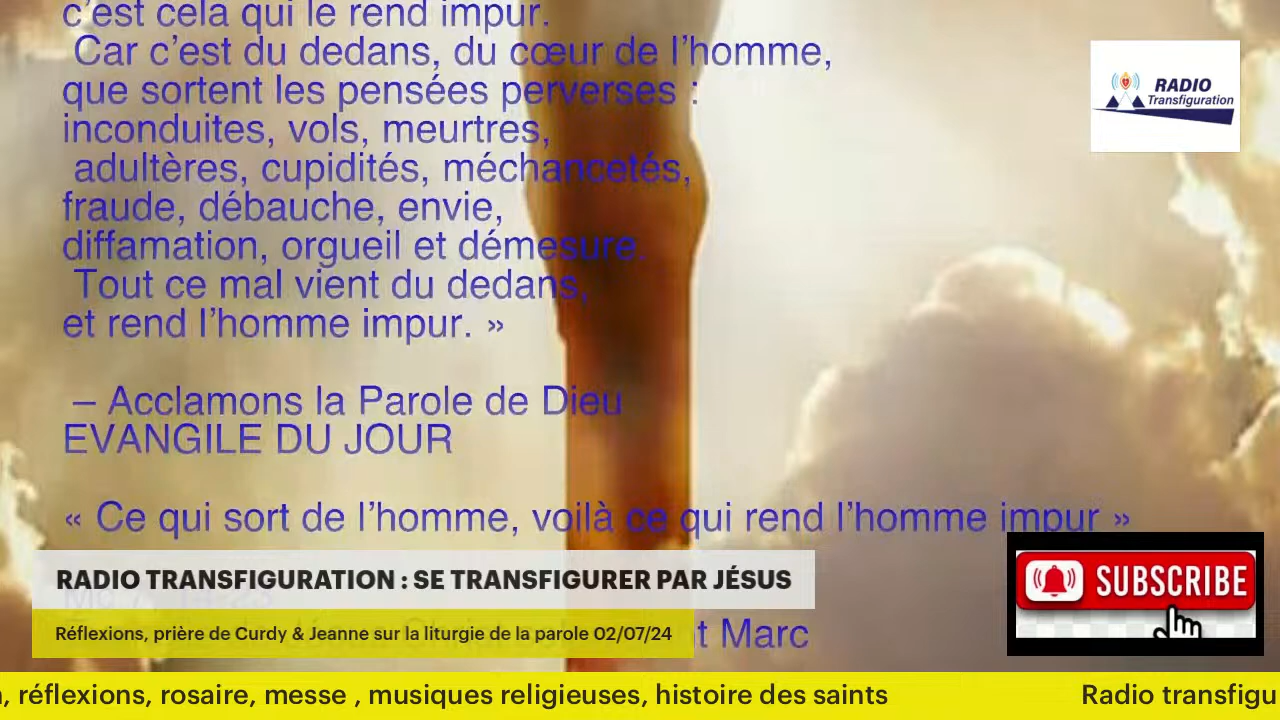 c’est cela qui le rend impur.
Car c’est du dedans, du cœur de l’homme,
que sortent les pensées perverses :
inconduites, vols, meurtres,
adultères, cupidités, méchancetés,
fraude, débauche, envie,
diffamation, orgueil et démesure.
Tout ce mal vient du dedans,
et rend l’homme impur. »
– Acclamons la Parole de Dieu
EVANGILE DU JOUR
« Ce qui sort de l’homme, voilà ce qui rend l’homme impur »
t Marc
RADIO
Transfiguration
SUBSCRIBE
RADIO TRANSFIGURATION : SE TRANSFIGURER PAR JÉSUS
Réflexions, prière de Curdy & Jeanne sur la liturgie de la parole 02/07/24
, réflexions, rosaire, messe , musiques religieuses, histoire des saints
Radio transfigu